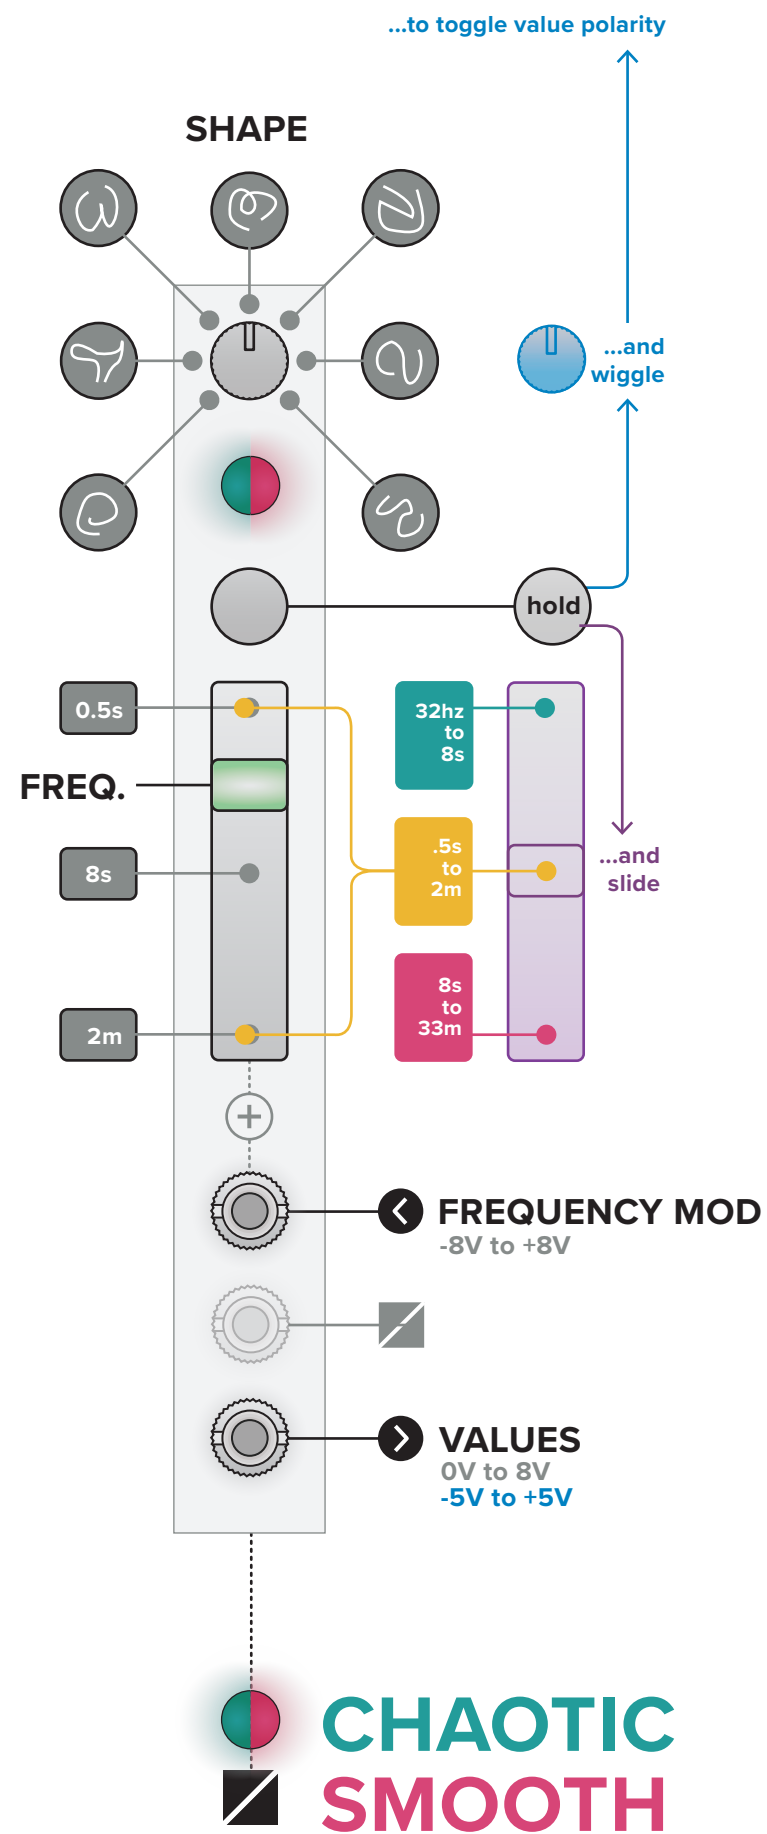 ...to toggle value polarity
SHAPE
...and
wiggle
hold
0.5s
32hz
to
8s
FREQ.
.5s
to
2m
...and
slide
8s
8s
to
33m
2m
FREQUENCY MOD
-8V to +8V
VALUES
0V to 8V
-5V to +5V
CHAOTIC
SMOOTH